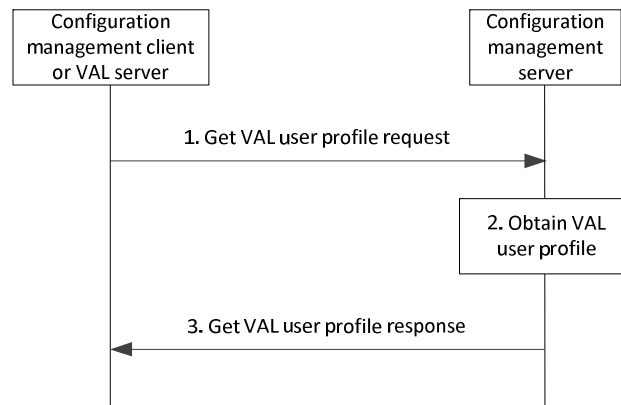 Configuration
management client
or VAL server
Configuration
management
server
1. Get VAL user profile request
2. Obtain VAL
user profile
3. Get VAL user profile response